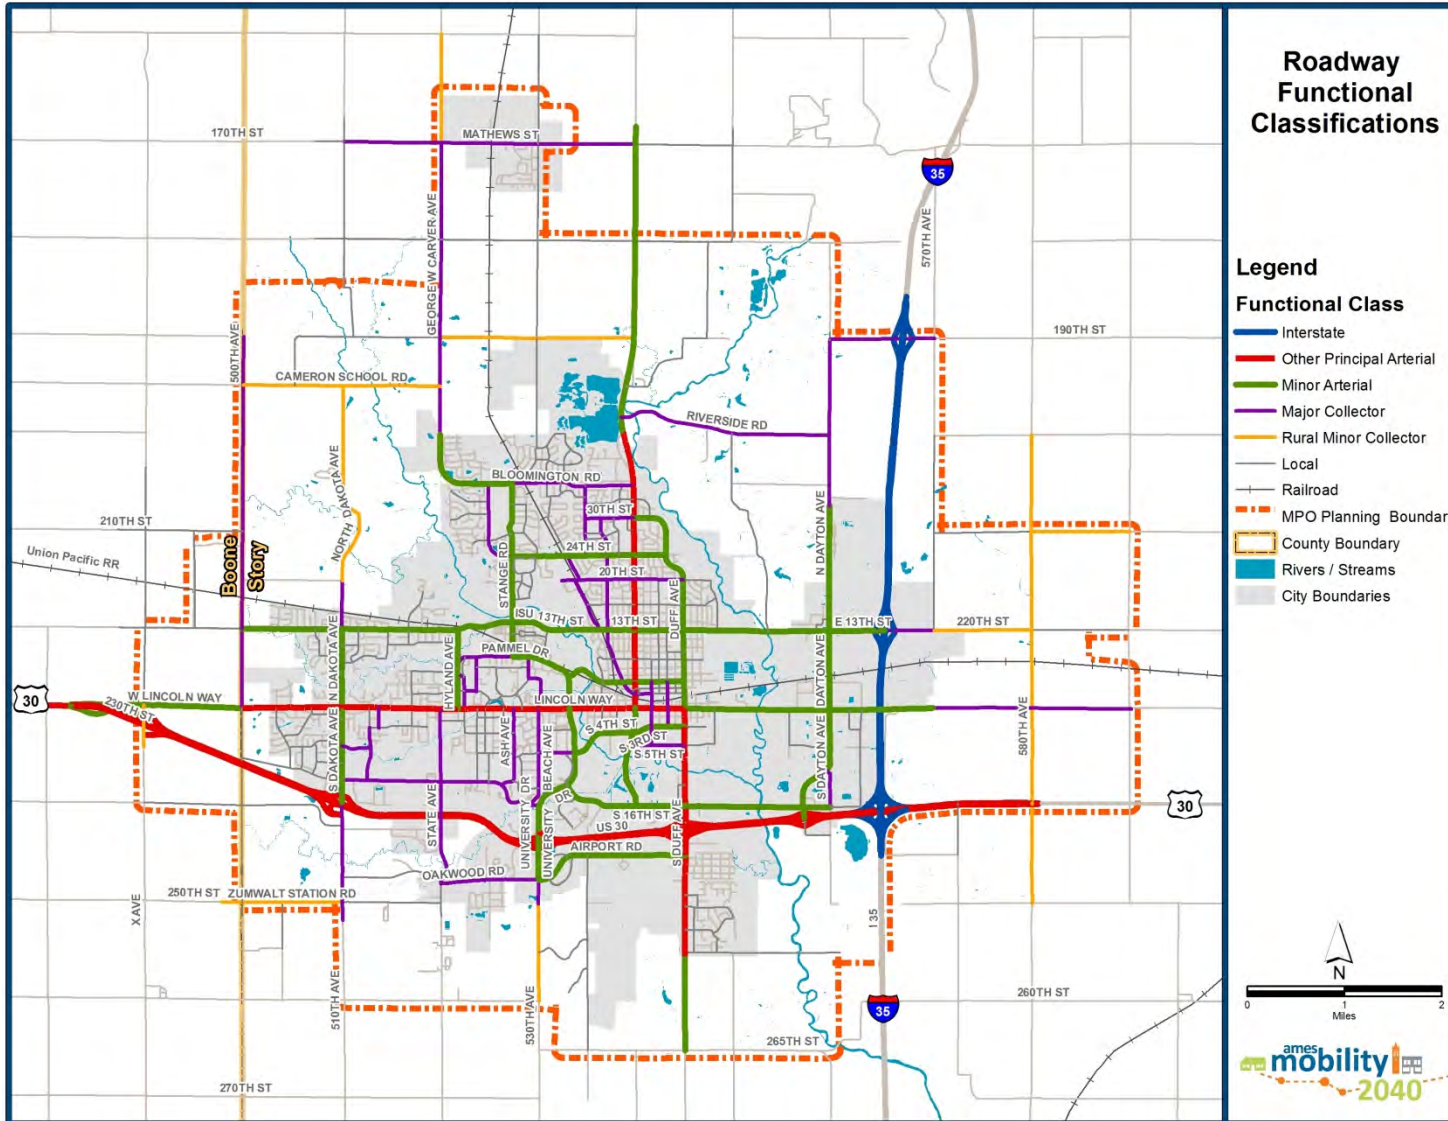 Roadway
Functional
Classifications
Legend
Functional Class
Interstate
Other Principal Arterial
Minor Arterial
Major Collector
Rural Minor Collector
Local
Railroad
MPO Planning Boundar
County Boundary
Rivers / Streams
City Boundaries
N
0 1 2
Miles
ames
mobility
2040
170TH ST
MATHEWS ST
35
570TH AVE
GEORGE W CARVER AVE
500TH AVE
190TH ST
CAMERON SCHOOL RD
RIVERSIDE RD
NORTH DAKOTA AVE
BLOOMINGTON RD
30TH ST
210TH ST
Union Pacific RR
24TH ST
20TH ST
STANGE RD
N DAYTON AVE
Boone
Story
ISU 13TH ST
13TH ST
DUFF AVE
E 13TH ST
220TH ST
N DAKOTA AVE
HYLAND AVE
PAMMEL DR
DAYTON AVE
30
W LINCOLN WAY
230TH ST
LINCOLN WAY
S 4TH ST
S 3RD ST
S 5TH ST
ASH AVE
BEACH AVE
S DAKOTA AVE
S DAYTON AVE
580TH AVE
STATE AVE
UNIVERSITY DR
UNIVERSITY
DR
S 16TH ST
US 30
30
S DUFF AVE
AIRPORT RD
OAKWOOD RD
250TH ST
ZUMWALT STATION RD
X AVE
I 35
510TH AVE
530TH AVE
35
260TH ST
265TH ST
270TH ST